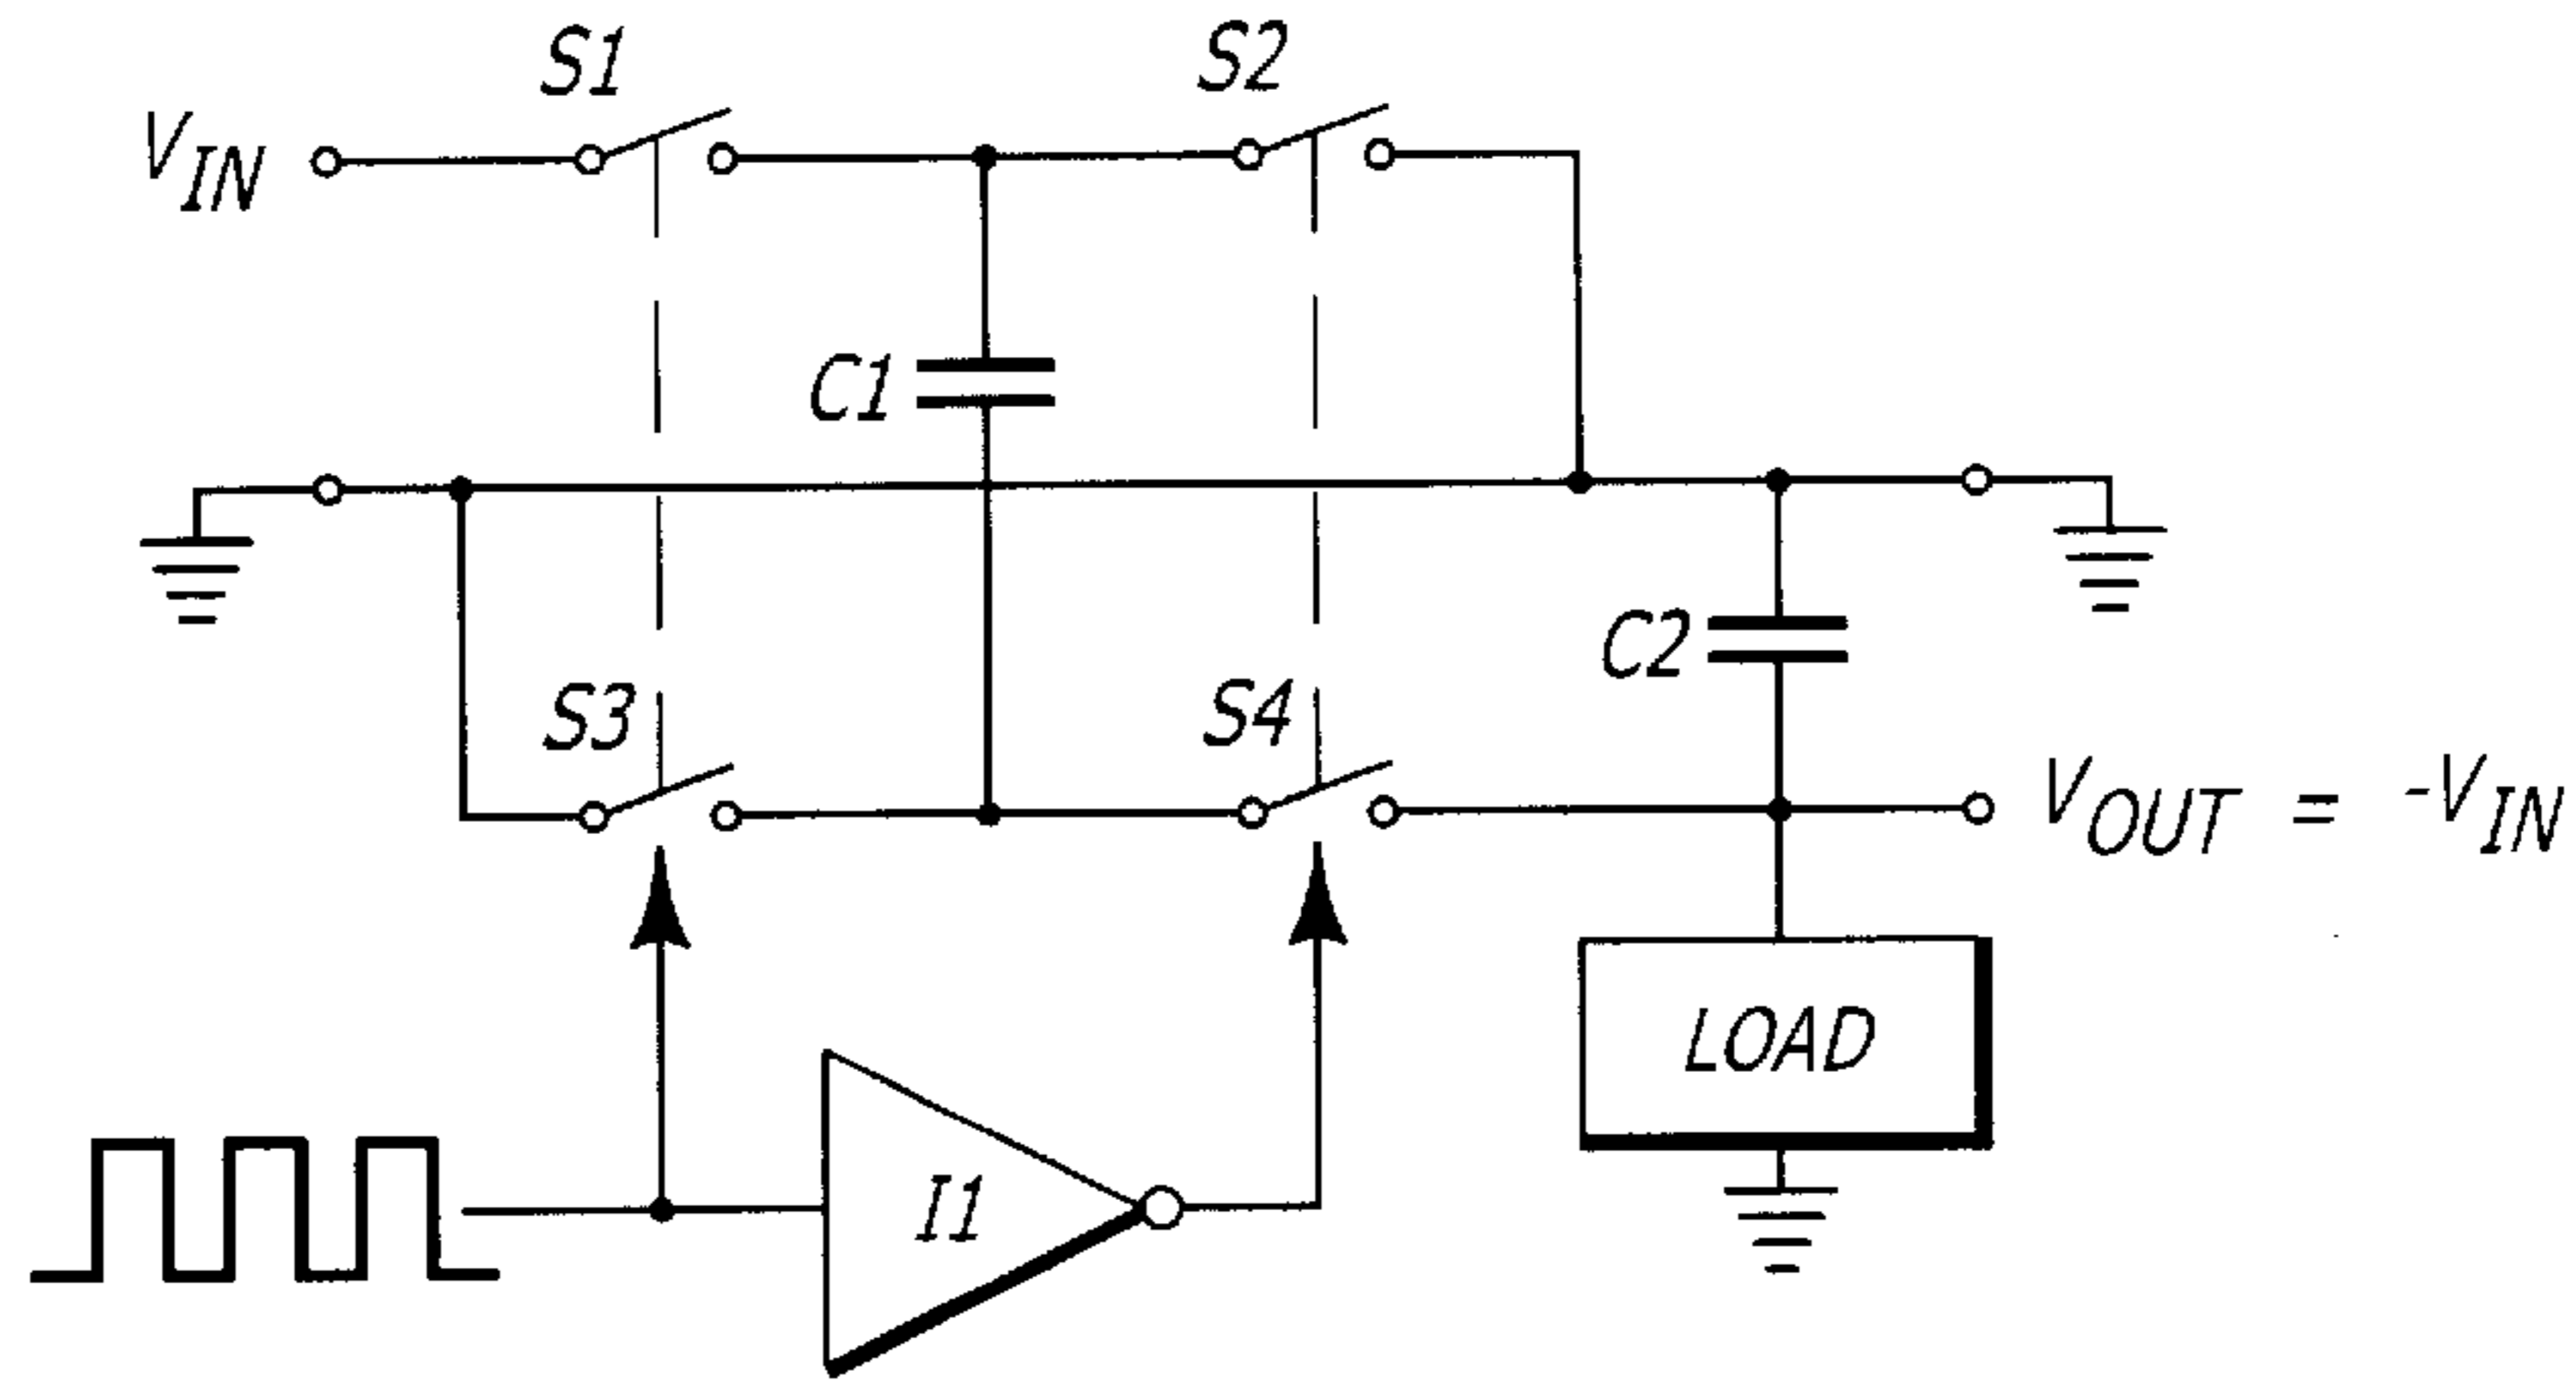 S1
S2
VIN
C1
C2
S3
S4
VOUT = -VIN
LOAD
I1